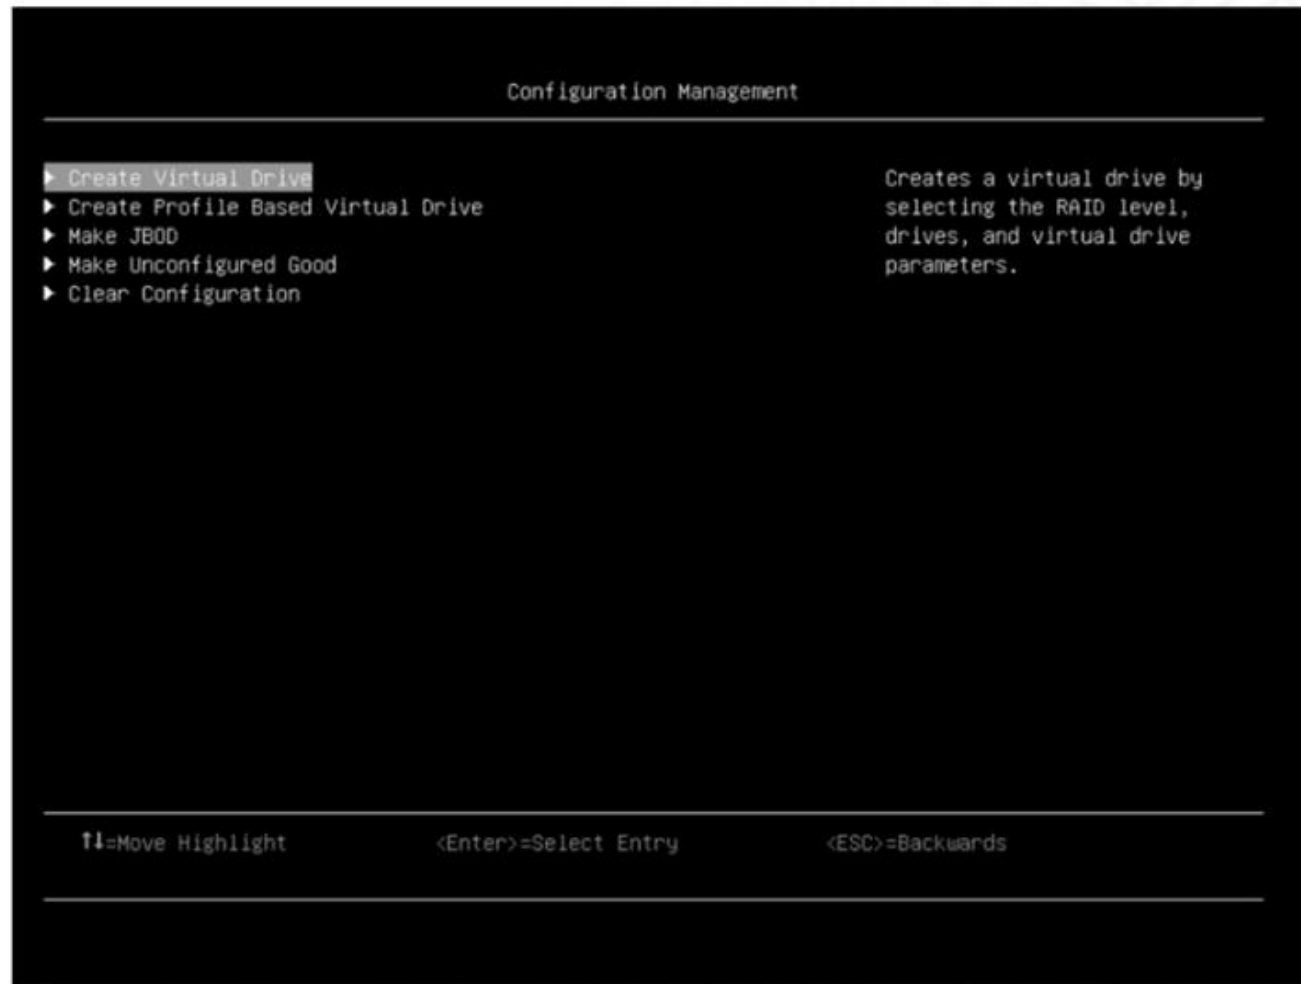 Configuration Management
▶ Create Virtual Drive
▶ Create Profile Based Virtual Drive
▶ Make JBOD
▶ Make Unconfigured Good
▶ Clear Configuration
Creates a virtual drive by
selecting the RAID level,
drives, and virtual drive
parameters.
↑↓=Move Highlight <Enter>=Select Entry <ESC>=Backwards